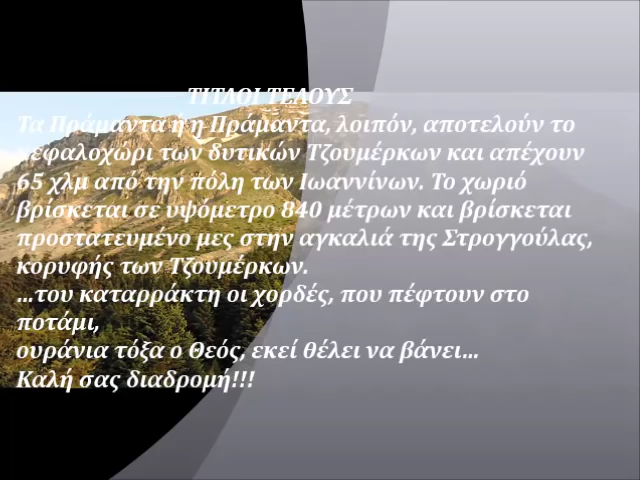 ΤΙΤΛΟΙ ΤΕΛΟΥΣ
Τα Πράμαντα ή η Πράμαντα, λοιπόν, αποτελούν το
κεφαλοχώρι των δυτικών Τζουμέρκων και απέχουν
65 χλμ από την πόλη των Ιωαννίνων. Το χωριό
βρίσκεται σε υψόμετρο 840 μέτρων και βρίσκεται
προστατευμένο μες στην αγκαλιά της Στρογγούλας,
κορυφής των Τζουμέρκων.
...του καταρράκτη οι χορδές, που πέφτουν στο
ποτάμι,
ουράνια τόξα ο Θεός, εκεί θέλει να βάνει...
Καλή σας διαδρομή!!!